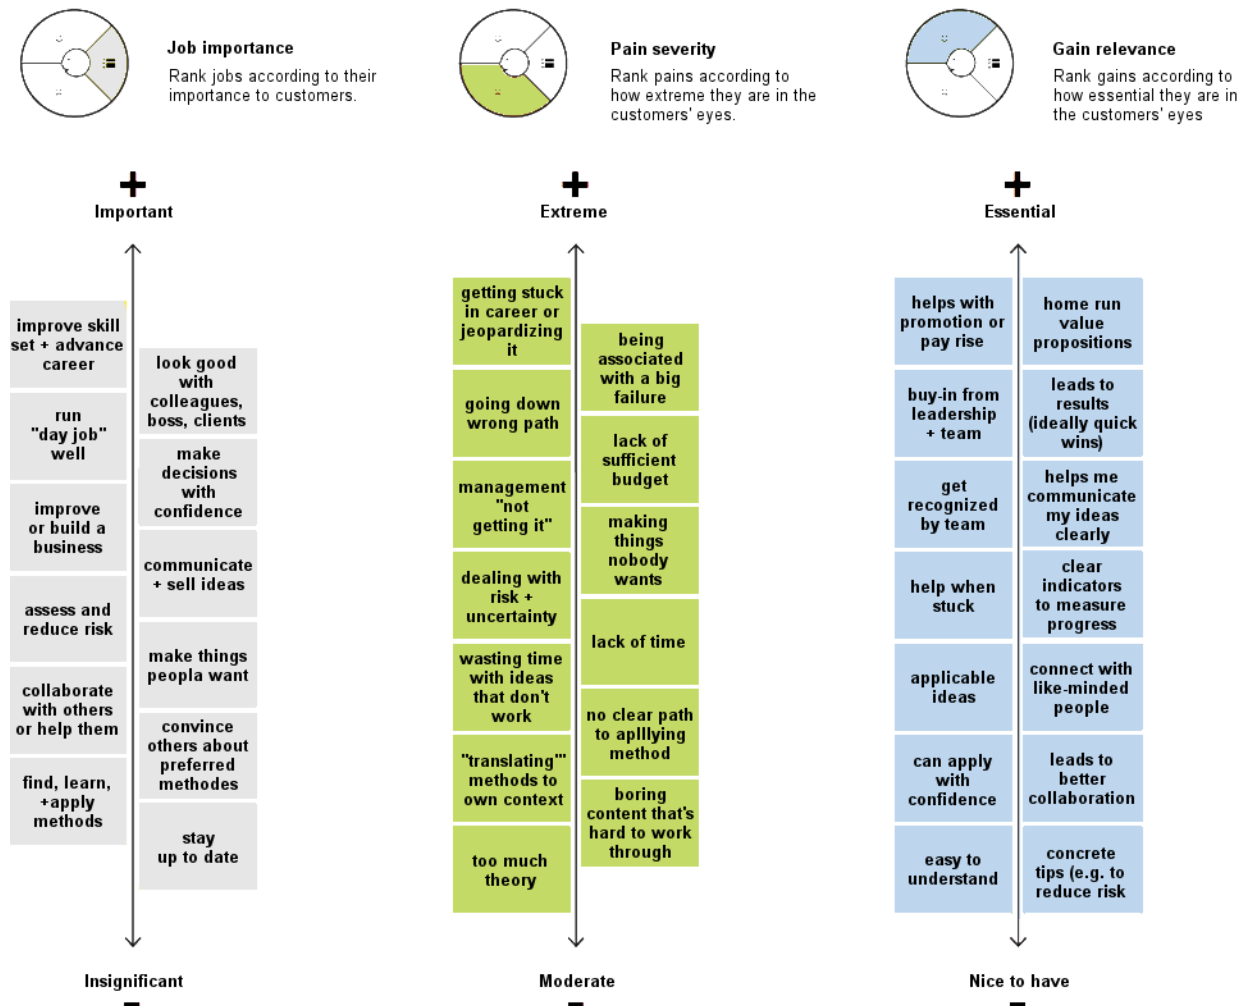 Job importance
Rank jobs according to their
importance to customers.
Pain severity
Rank pains according to
how extreme they are in the
customers' eyes.
Gain relevance
Rank gains according to
how essential they are in
the customers' eyes
+
Important
+
Extreme
+
Essential
improve skill
set + advance
career
look good
with
colleagues,
boss, clients
run
"day job"
well
make
decisions
with
confidence
improve
or build a
business
communicate
+ sell ideas
assess and
reduce risk
make things
peopla want
collaborate
with others
or help them
convince
others about
preferred
methodes
find, learn,
+apply
methods
stay
up to date
Insignificant
-
getting stuck
in career or
jeopardizing
it
being
associated
with a big
failure
going down
wrong path
lack of
sufficient
budget
management
"not
getting it"
making
things
nobody
wants
dealing with
risk +
uncertainty
lack of time
wasting time
with ideas
that don't
work
no clear path
to aplllying
method
"translating'"
methods to
own context
boring
content that's
hard to work
through
too much
theory
Moderate
-
helps with
promotion or
pay rise
home run
value
propositions
buy-in from
leadership
+ team
leads to
results
(ideally quick
wins)
get
recognized
by team
helps me
communicate
my ideas
clearly
help when
stuck
clear
indicators
to measure
progress
applicable
ideas
connect with
like-minded
people
can apply
with
confidence
leads to
better
collaboration
easy to
understand
concrete
tips (e.g. to
reduce risk
Nice to have
-